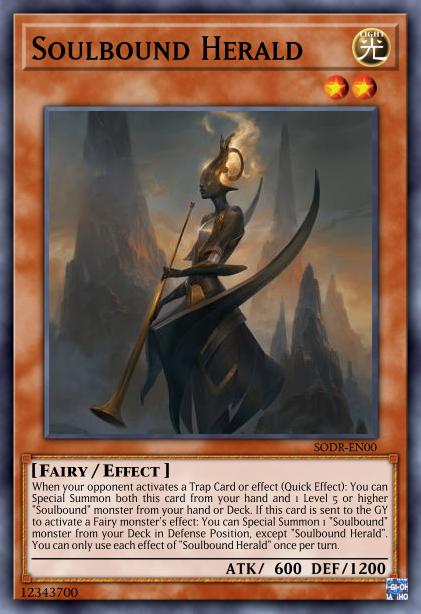 Soulbound Herald
LIGHT
光
SODR-EN00
[ Fairy / Effect ]
When your opponent activates a Trap Card or effect (Quick Effect): You can
Special Summon both this card from your hand and 1 Level 5 or higher
"Soulbound" monster from your hand or Deck. If this card is sent to the GY
to activate a Fairy monster's effect: You can Special Summon 1 "Soulbound"
monster from your Deck in Defense Position, except "Soulbound Herald".
You can only use each effect of "Soulbound Herald" once per turn.
ATK/ 600 DEF/1200
12343700